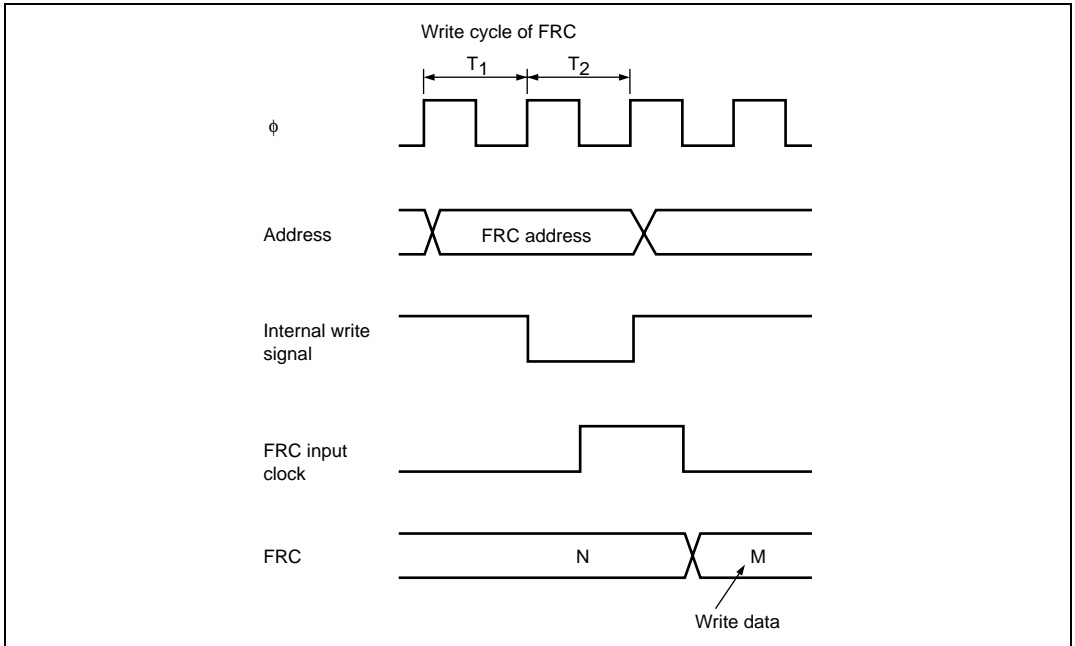 Write cycle of FRC
T1
T2
φ
Address
FRC address
Internal write
signal
FRC input
clock
FRC
N
M
Write data